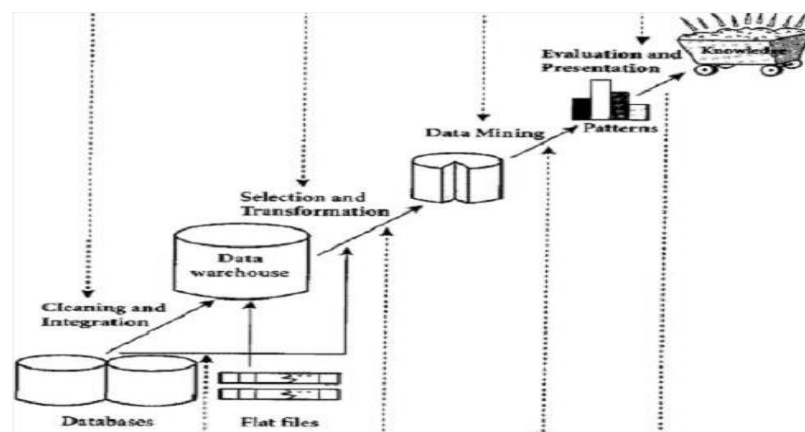 Evaluation and
Presentation
Knowledge
Patterns
Data Mining
Selection and
Transformation
Data
warehouse
Cleaning and
Integration
Databases
Flat files